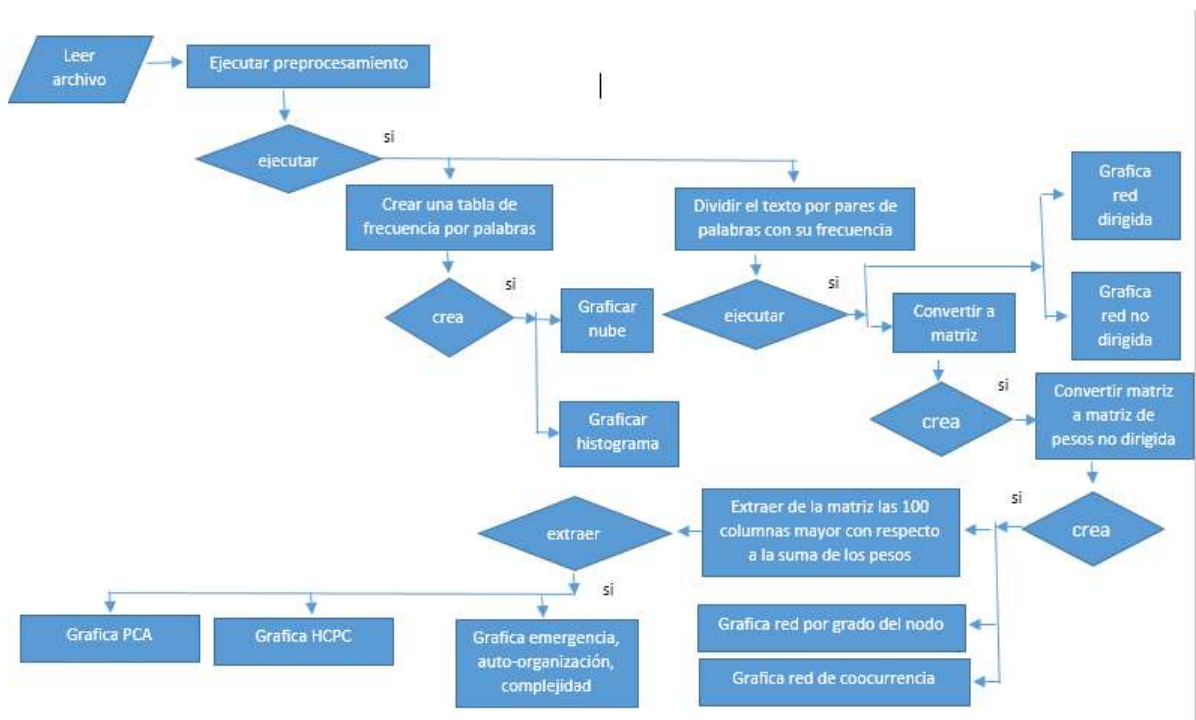 Leer
archivo
Ejecutar preprocesamiento
ejecutar
si
Crear una tabla de
frecuencia por palabras
Dividir el texto por pares de
palabras con su frecuencia
Grafica
red
dirigida
crea
si
Graficar
nube
Graficar
histograma
ejecutar
si
Convertir a
matriz
Grafica
red no
dirigida
crea
si
Convertir matriz
a matriz de
pesos no dirigida
crea
si
Extraer de la matriz las 100
columnas mayor con respecto
a la suma de los pesos
extraer
si
Grafica red por grado del nodo
Grafica red de coocurrencia
Grafica PCA
Grafica HCPC
Grafica emergencia,
auto-organización,
complejidad